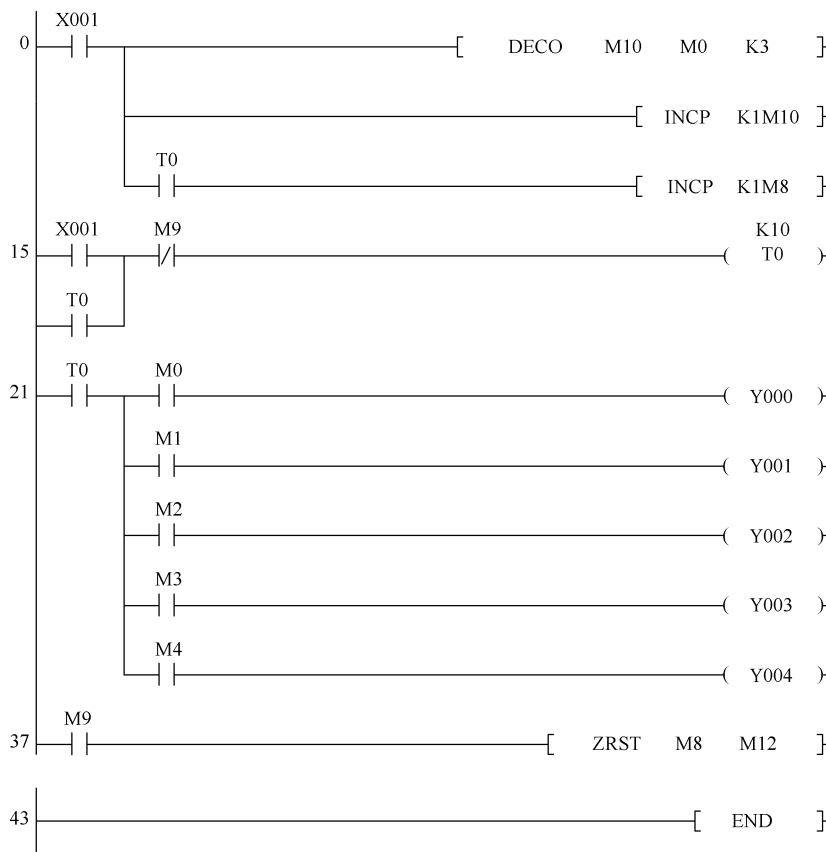 X001
0 DECO M10 M0 K3
INCP K1M10
T0
INCP K1M8
X001 M9 K10
15 T0
T0
T0 M0
21 Y000
M1
Y001
M2
Y002
M3
Y003
M4
Y004
M9
37 ZRST M8 M12
43 END